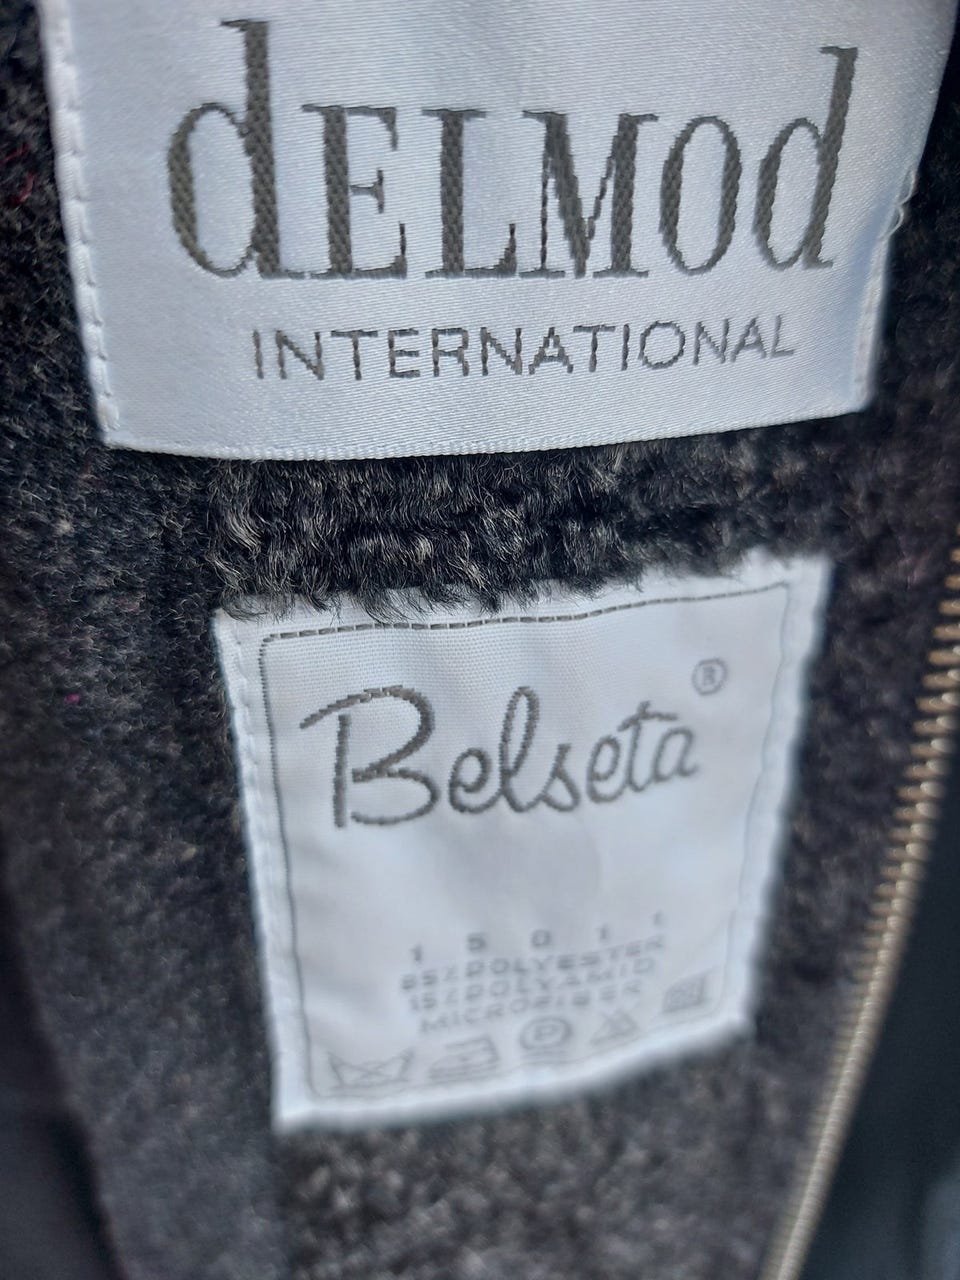 dELMOd
INTERNATIONAL
Belseta ®
1 5 0 1 1
85% POLYESTER
15% POLYAMID
MICROFIBER
P